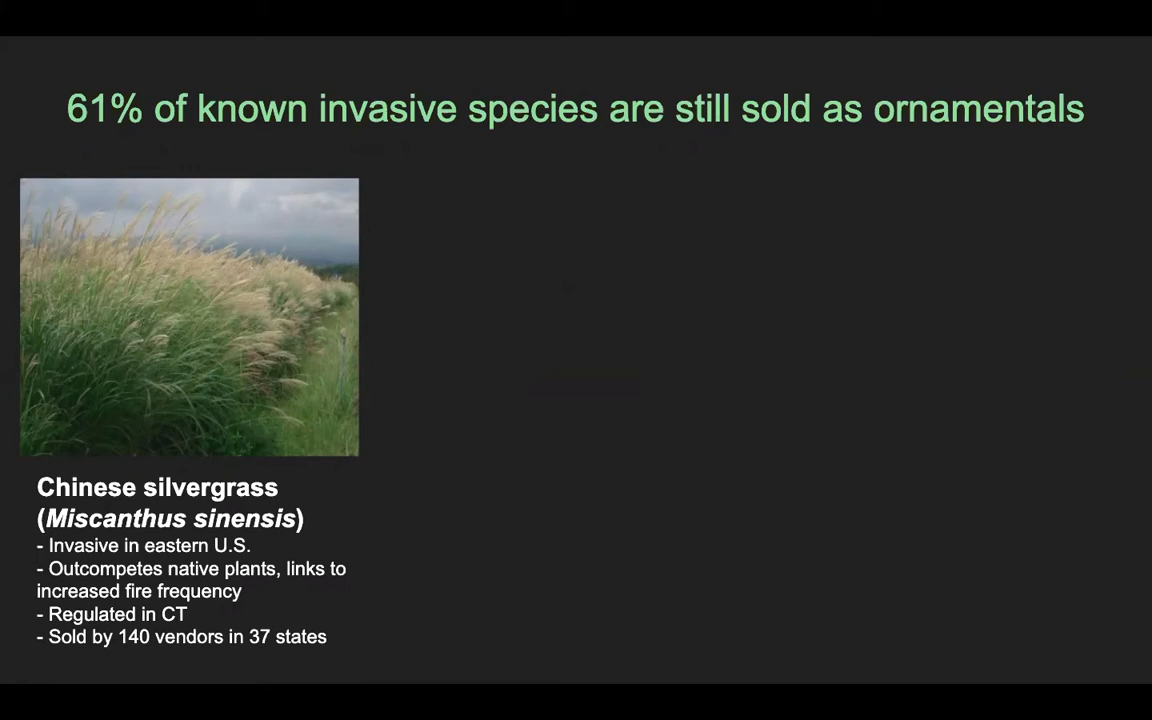 61% of known invasive species are still sold as ornamentals
Chinese silvergrass
(Miscanthus sinensis)
- Invasive in eastern U.S.
- Outcompetes native plants, links to
increased fire frequency
- Regulated in CT
- Sold by 140 vendors in 37 states